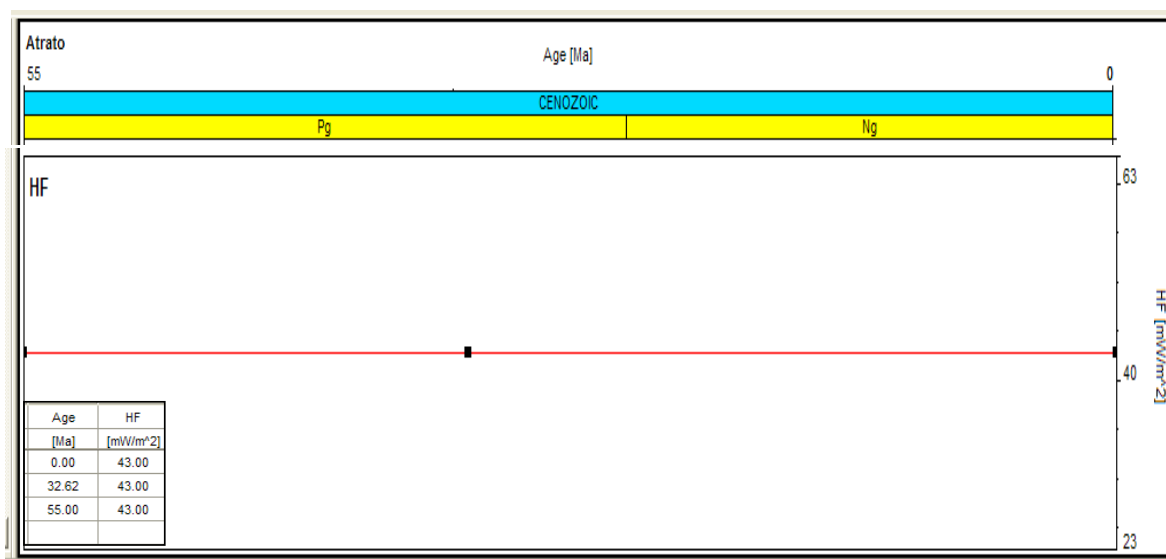 Atrato
Age [Ma]
55 0
CENOZOIC
Pg Ng
HF
63
40
23
HF [mW/m^2]
Age HF
[Ma] [mW/m^2]
0.00 43.00
32.62 43.00
55.00 43.00